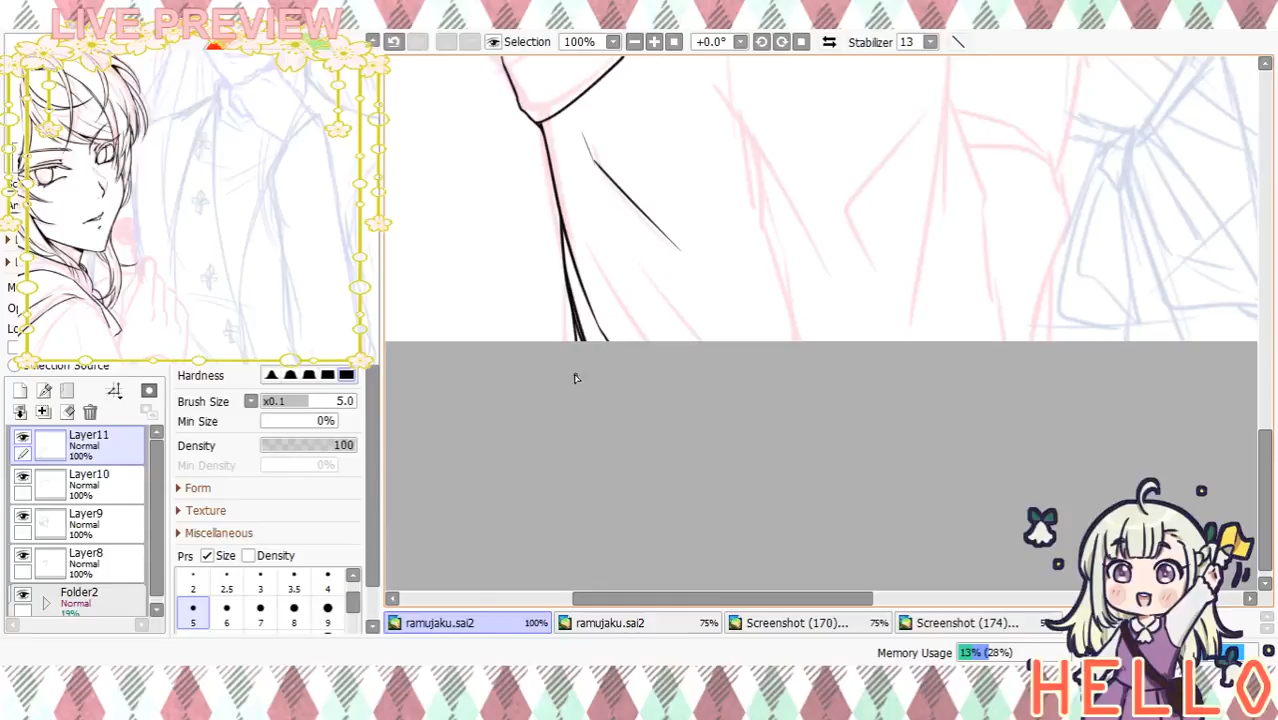 LIVE PREVIEW
Selection 100% +0.0° Stabilizer 13
Selection Source
Hardness
Brush Size x0.1 5.0
Min Size 0%
Density 100
Min Density 0%
Form
Texture
Miscellaneous
Prs Size Density
2 2.5 3 3.5 4
5 6 7 8 9
Layer11
Normal
100%
Layer10
Normal
100%
Layer9
Normal
100%
Layer8
Normal
100%
Folder2
Normal
19%
ramujaku.sai2 100%
ramujaku.sai2 75%
Screenshot (170)... 75%
Screenshot (174)...
Memory Usage 13% (28%)
HELLO